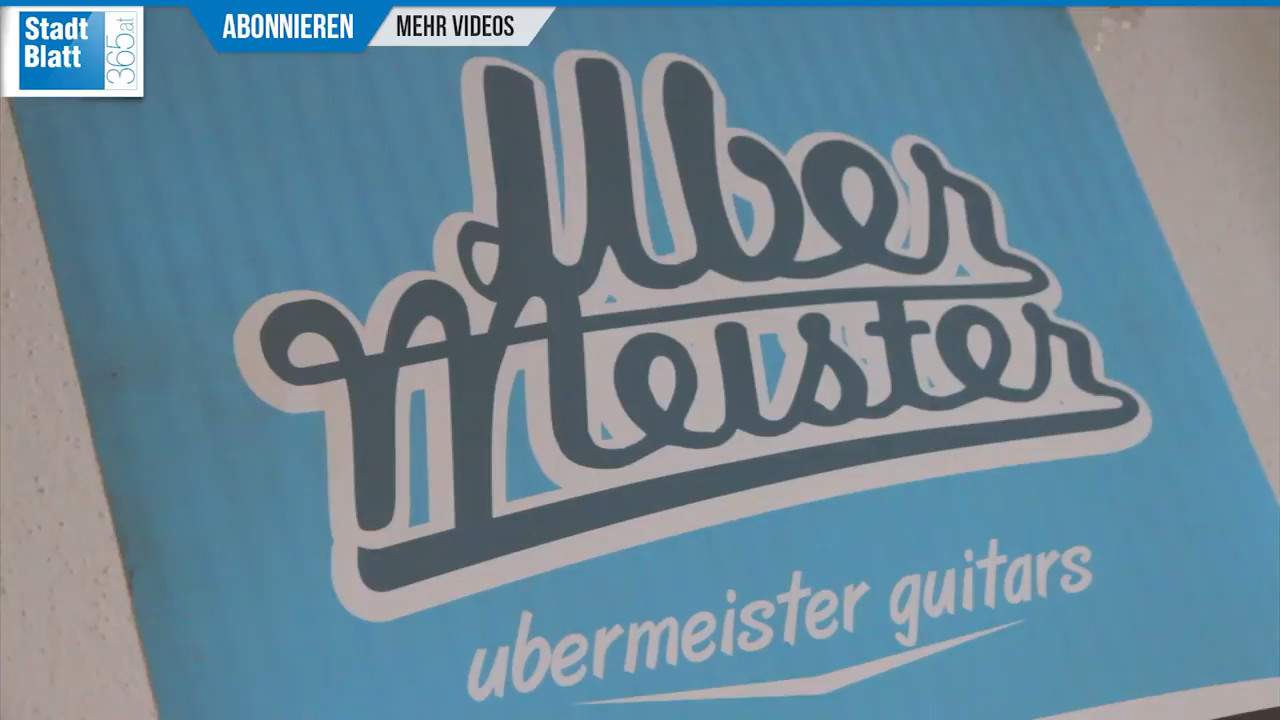 Stadt
Blatt
365.at
ABONNIEREN
MEHR VIDEOS
Uber
Meister
ubermeister guitars